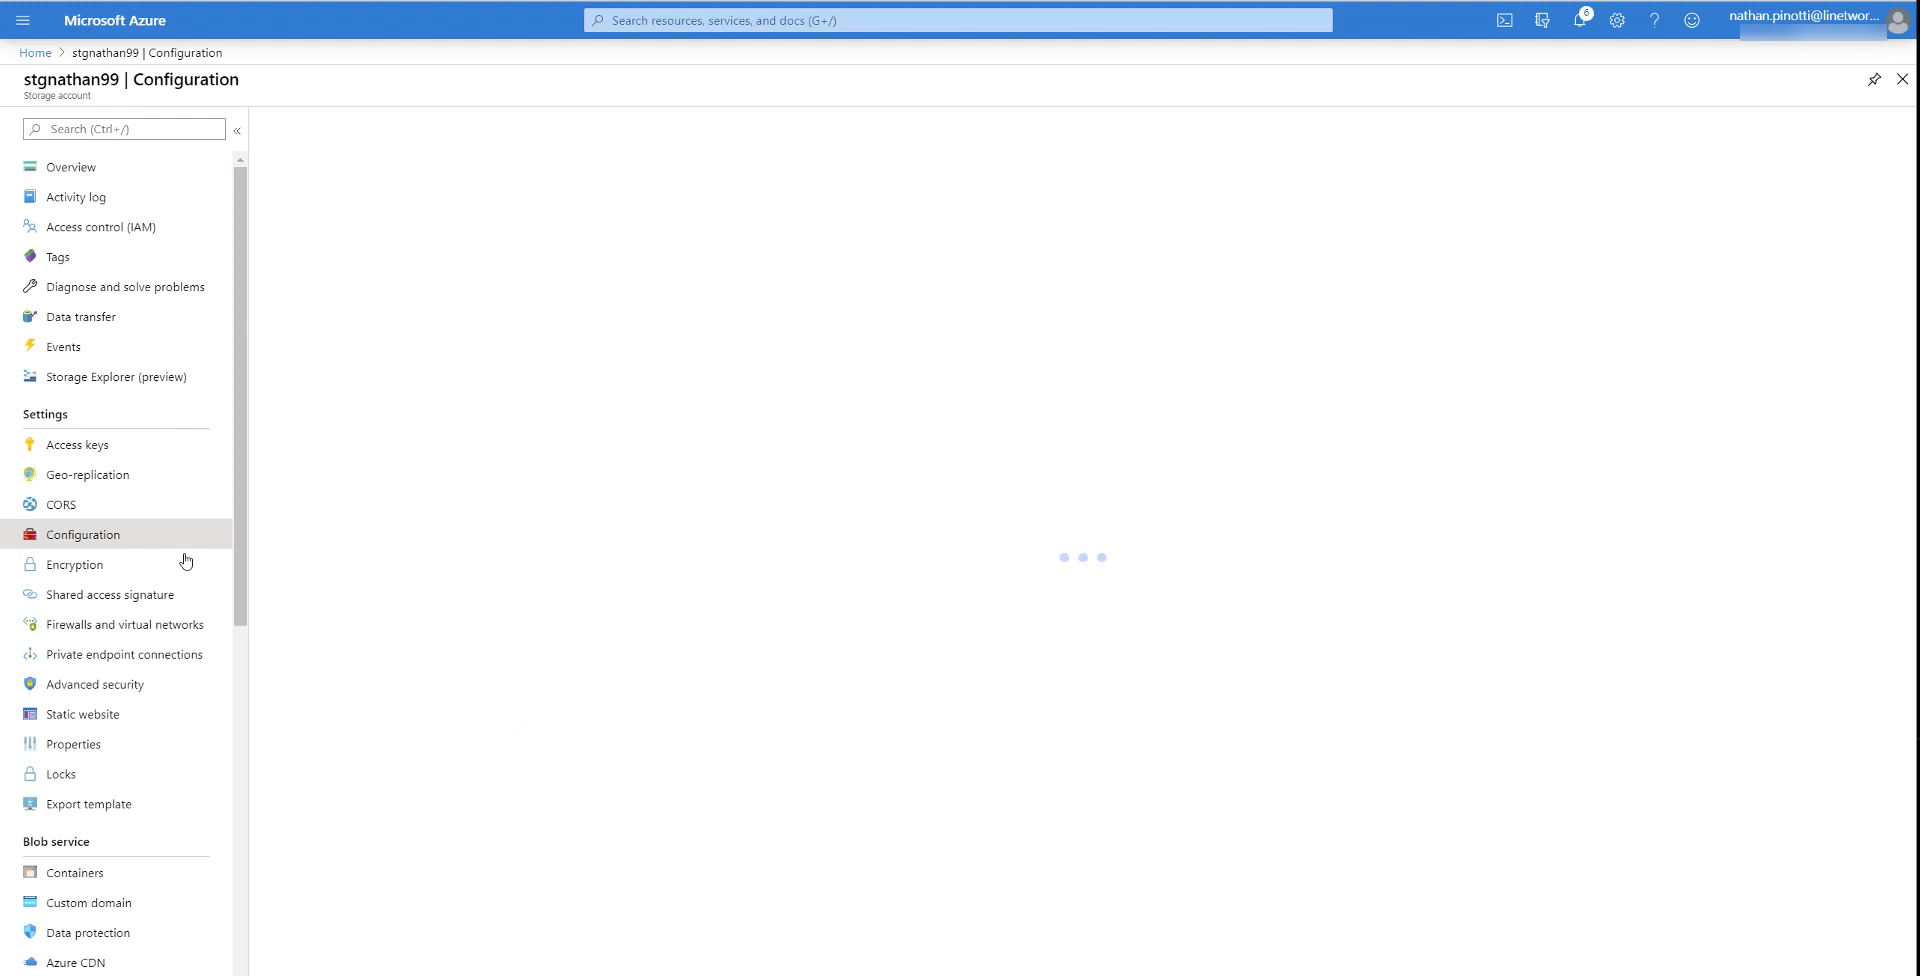 Microsoft Azure
Search resources, services, and docs (G+/)
6
nathan.pinotti@linetwor...
Home > stgnathan99 | Configuration
stgnathan99 | Configuration
Storage account
Search (Ctrl+/)
«
Overview
Activity log
Access control (IAM)
Tags
Diagnose and solve problems
Data transfer
Events
Storage Explorer (preview)
Settings
Access keys
Geo-replication
CORS
Configuration
Encryption
Shared access signature
Firewalls and virtual networks
Private endpoint connections
Advanced security
Static website
Properties
Locks
Export template
Blob service
Containers
Custom domain
Data protection
Azure CDN